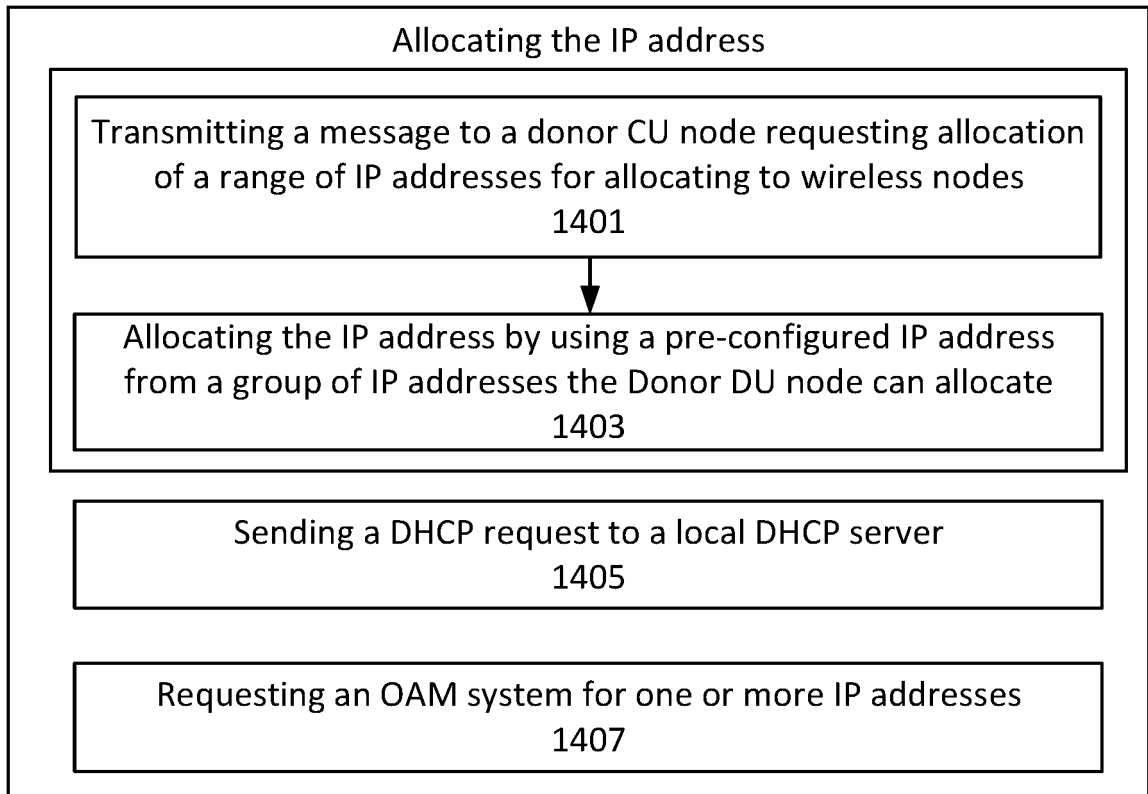 Allocating the IP address
Transmitting a message to a donor CU node requesting allocation
of a range of IP addresses for allocating to wireless nodes
1401
Allocating the IP address by using a pre-configured IP address
from a group of IP addresses the Donor DU node can allocate
1403
Sending a DHCP request to a local DHCP server
1405
Requesting an OAM system for one or more IP addresses
1407